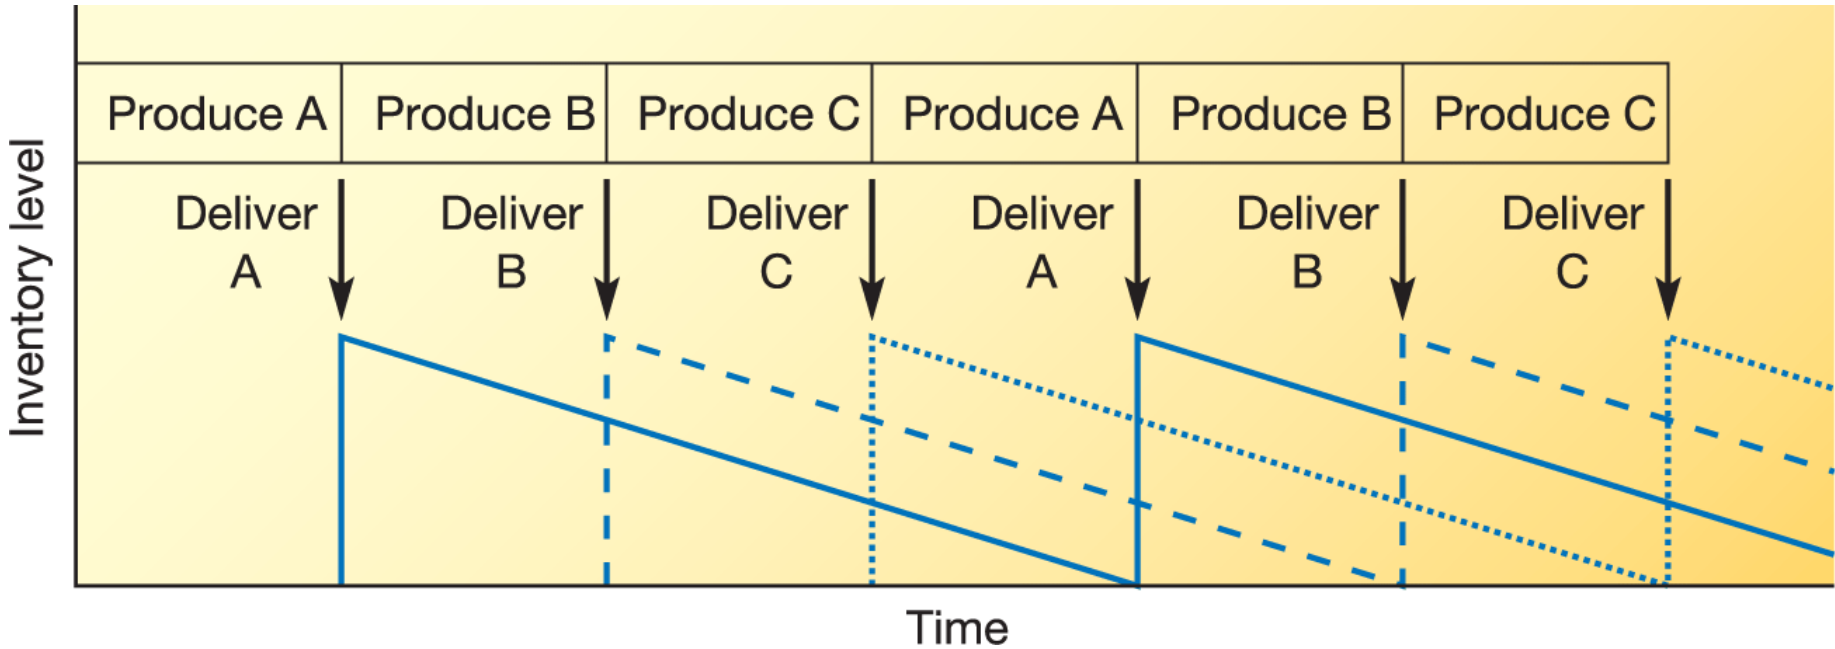 Produce A
Produce B
Produce C
Produce A
Produce B
Produce C
Deliver
A
Deliver
B
Deliver
C
Deliver
A
Deliver
B
Deliver
C
Inventory level
Time